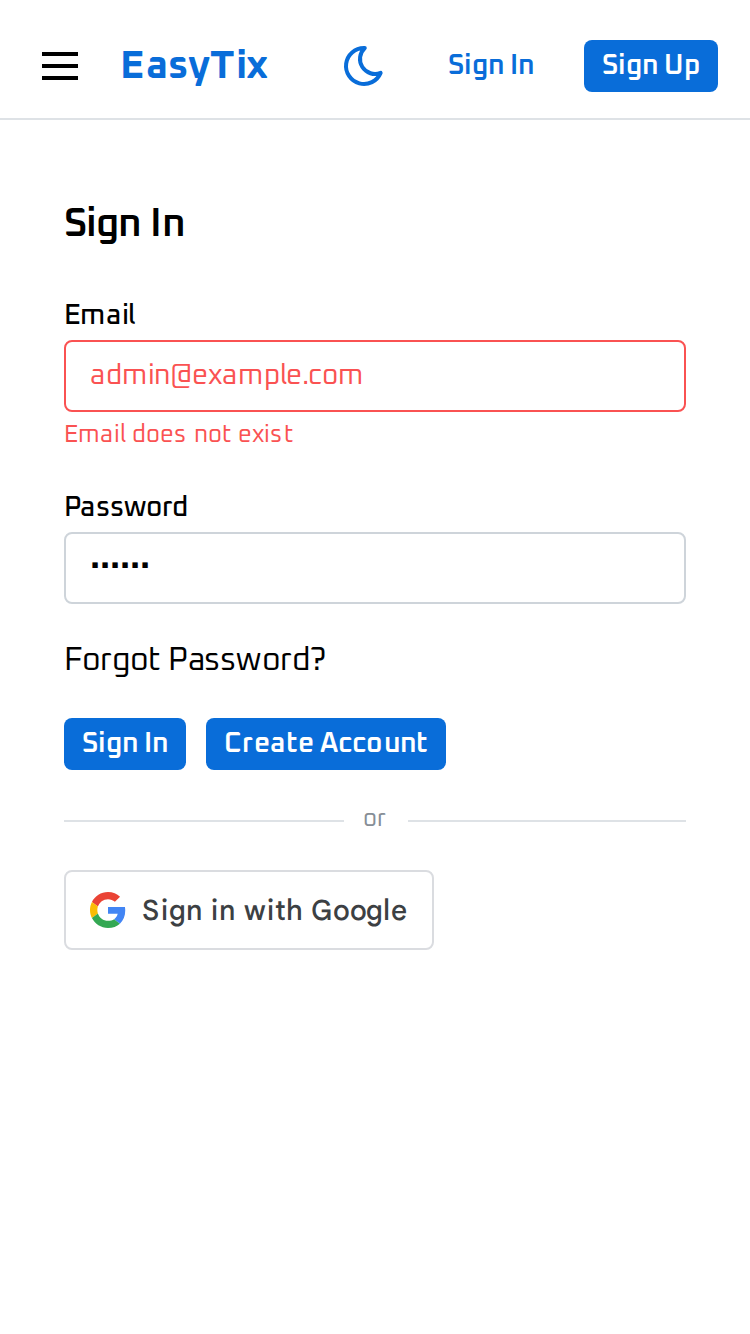 EasyTix
Sign In
Sign Up
Sign In
Email
admin@example.com
Email does not exist
Password
••••••
Forgot Password?
Sign In
Create Account
or
Sign in with Google